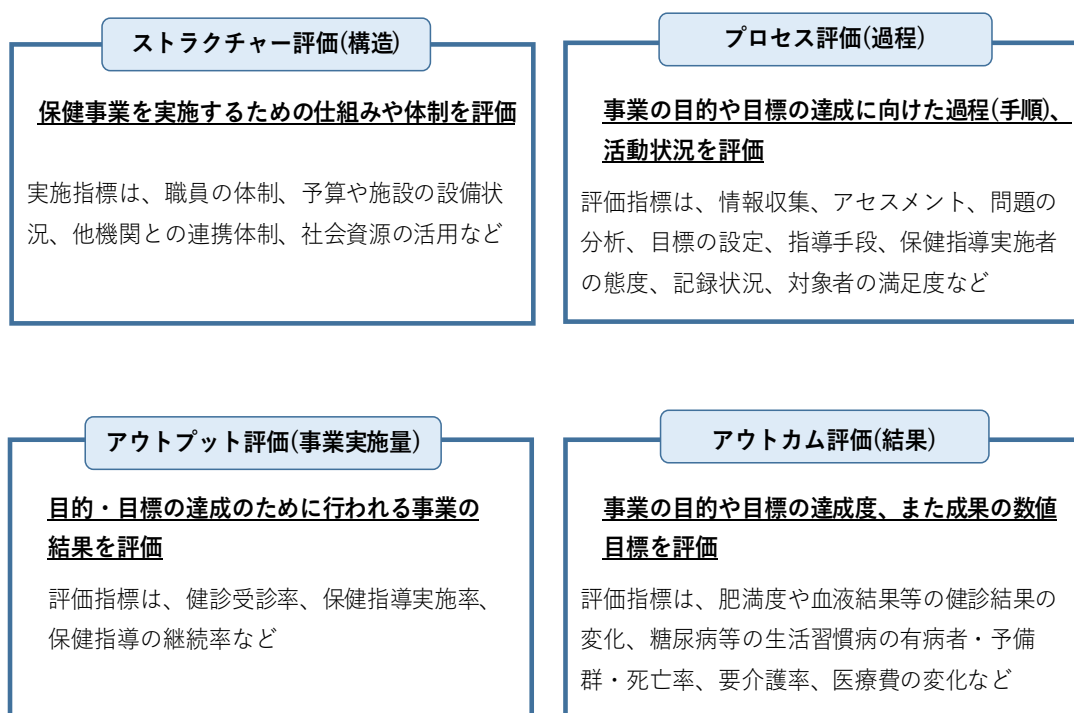 ストラクチャー評価(構造)
保健事業を実施するための仕組みや体制を評価
実施指標は、職員の体制、予算や施設の設備状
況、他機関との連携体制、社会資源の活用など
プロセス評価(過程)
事業の目的や目標の達成に向けた過程(手順)、
活動状況を評価
評価指標は、情報収集、アセスメント、問題の
分析、目標の設定、指導手段、保健指導実施者
の態度、記録状況、対象者の満足度など
アウトプット評価(事業実施量)
目的・目標の達成のために行われる事業の
結果を評価
評価指標は、健診受診率、保健指導実施率、
保健指導の継続率など
アウトカム評価(結果)
事業の目的や目標の達成度、また成果の数値
目標を評価
評価指標は、肥満度や血液結果等の健診結果の
変化、糖尿病等の生活習慣病の有病者・予備
群・死亡率、要介護率、医療費の変化など